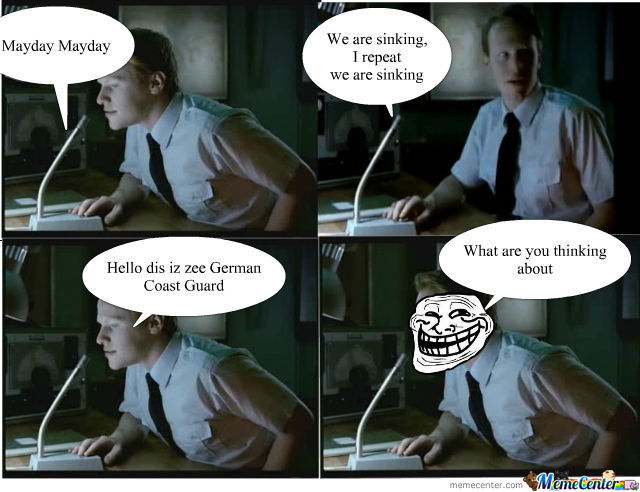 Mayday Mayday
We are sinking,
I repeat
we are sinking
Hello dis iz zee German
Coast Guard
What are you thinking
about
memecenter.com MemeCenter